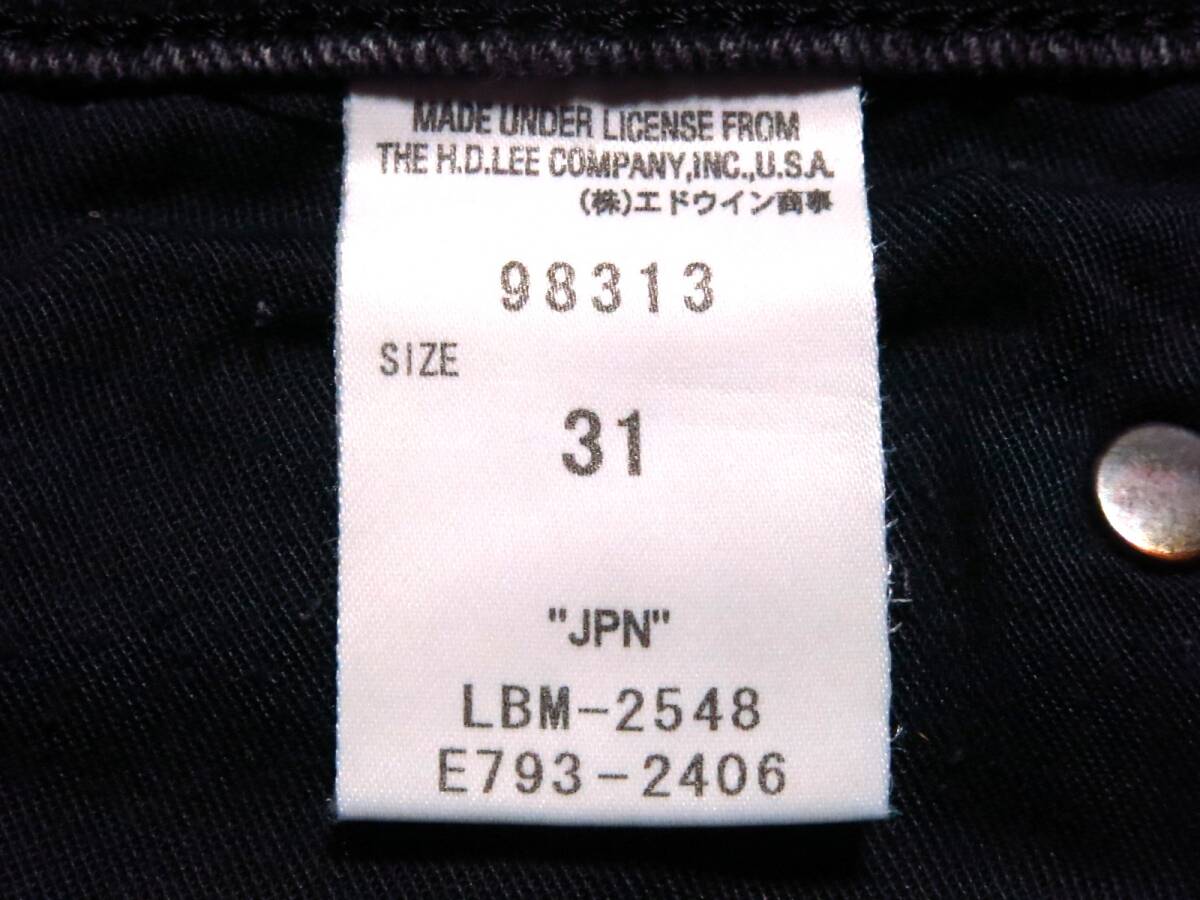 MADE UNDER LICENSE FROM
THE H.D.LEE COMPANY,INC.,U.S.A.
(株)エドウイン商事
98313
SIZE
31
"JPN"
LBM-2548
E793-2406